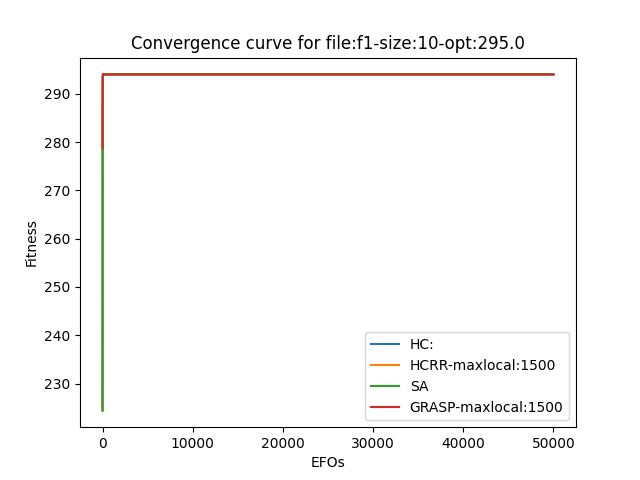 Convergence curve for file:f1-size:10-opt:295.0
Fitness
290
280
270
260
250
240
230
HC:
HCRR-maxlocal:1500
SA
GRASP-maxlocal:1500
0 10000 20000 30000 40000 50000
EFOs